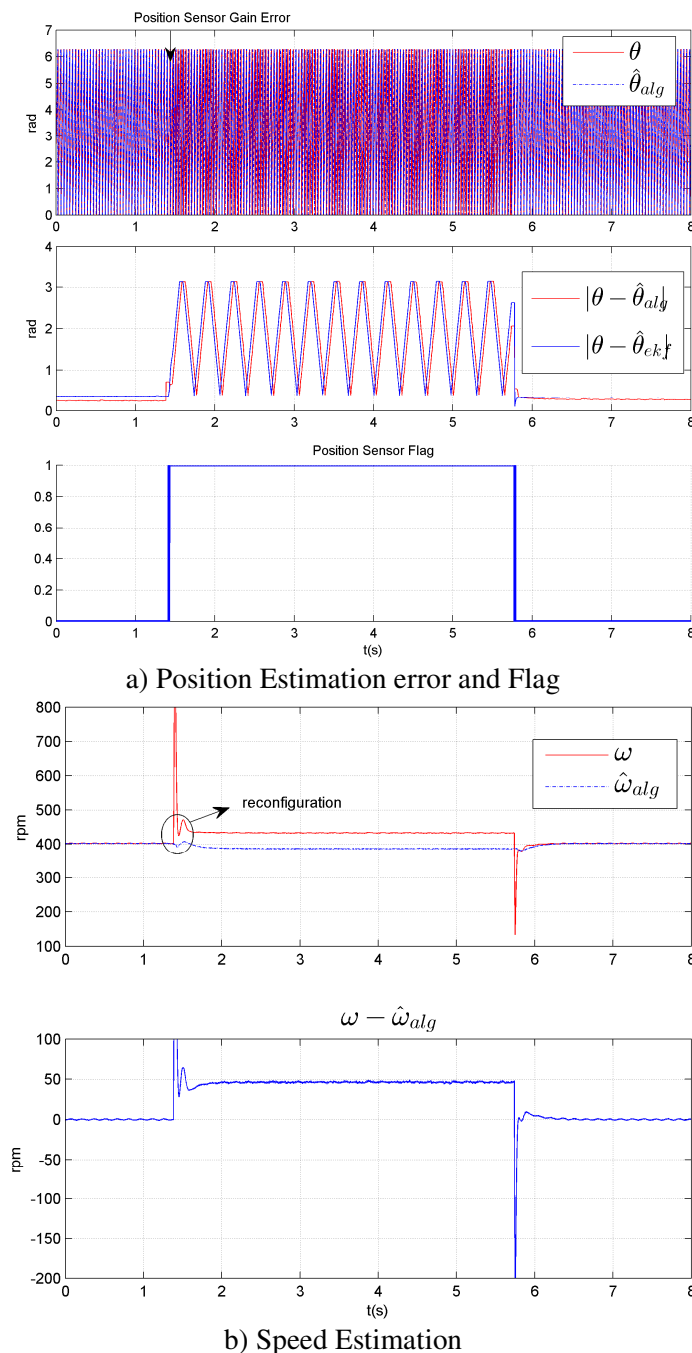 Position Sensor Gain Error
7
6
5
4
3
2
1
0
rad
θ
θ̂alg
0 1 2 3 4 5 6 7 8
4
3
2
1
0
rad
|θ − θ̂alg|
|θ − θ̂ekf|
0 1 2 3 4 5 6 7 8
Position Sensor Flag
1
0.8
0.6
0.4
0.2
0
0 1 2 3 4 5 6 7 8
t(s)
a) Position Estimation error and Flag
800
700
600
500
400
300
200
100
rpm
ω
ω̂alg
reconfiguration
0 1 2 3 4 5 6 7 8
ω − ω̂alg
100
50
0
-50
-100
-150
-200
rpm
0 1 2 3 4 5 6 7 8
t(s)
b) Speed Estimation